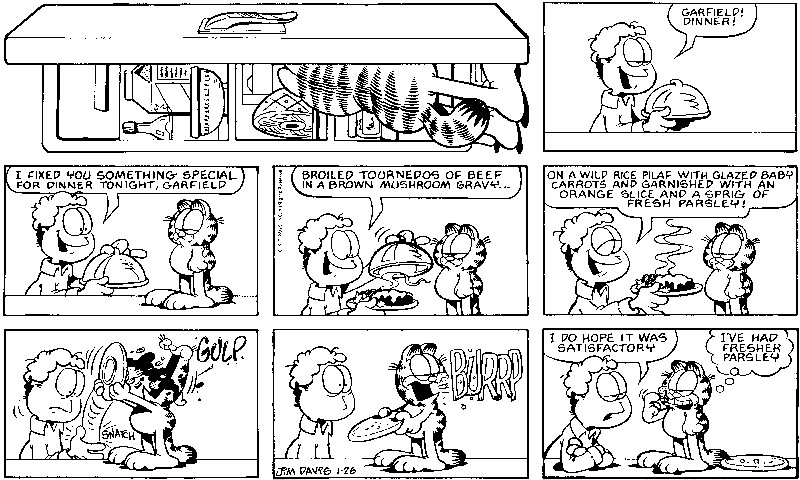 GARFIELD!
DINNER!
I FIXED YOU SOMETHING SPECIAL
FOR DINNER TONIGHT, GARFIELD
BROILED TOURNEDOS OF BEEF
IN A BROWN MUSHROOM GRAVY...
ON A WILD RICE PILAF WITH GLAZED BABY
CARROTS AND GARNISHED WITH AN
ORANGE SLICE AND A SPRIG OF
FRESH PARSLEY!
GULP.
SNATCH
BURRP
JIM DAVIS 1-26
I DO HOPE IT WAS
SATISFACTORY
I'VE HAD
FRESHER
PARSLEY